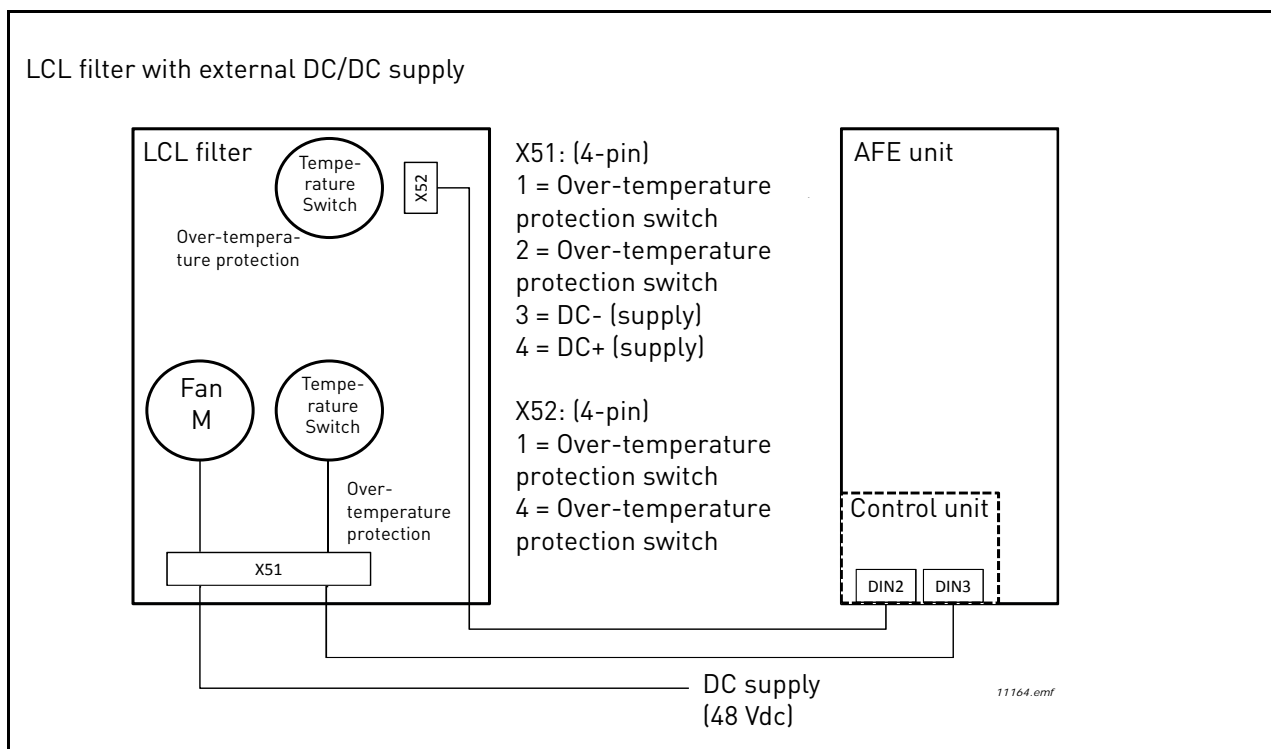 LCL filter with external DC/DC supply
LCL filter
Tempe-
rature
Switch
X52
Over-tempera-
ture protection
Fan
M
Tempe-
rature
Switch
Over-
temperature
protection
X51
X51: (4-pin)
1 = Over-temperature
protection switch
2 = Over-temperature
protection switch
3 = DC- (supply)
4 = DC+ (supply)
X52: (4-pin)
1 = Over-temperature
protection switch
4 = Over-temperature
protection switch
AFE unit
Control unit
DIN2
DIN3
DC supply
(48 Vdc)
11164.emf